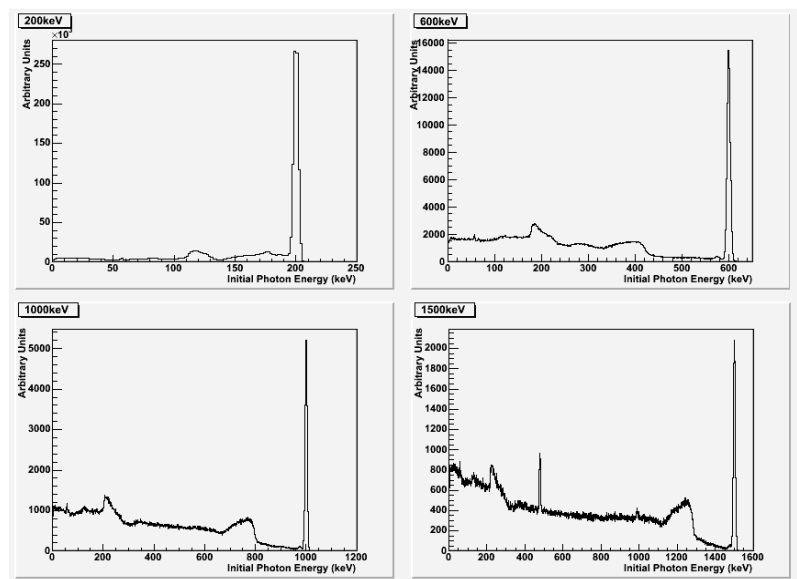 200keV
×10³
Arbitrary Units
250
200
150
100
50
0
0 50 100 150 200 250
Initial Photon Energy (keV)
600keV
Arbitrary Units
16000
14000
12000
10000
8000
6000
4000
2000
0
0 100 200 300 400 500 600
Initial Photon Energy (keV)
1000keV
Arbitrary Units
5000
4000
3000
2000
1000
0
0 200 400 600 800 1000 1200
Initial Photon Energy (keV)
1500keV
Arbitrary Units
2000
1800
1600
1400
1200
1000
800
600
400
200
0
0 200 400 600 800 1000 1200 1400 1600
Initial Photon Energy (keV)